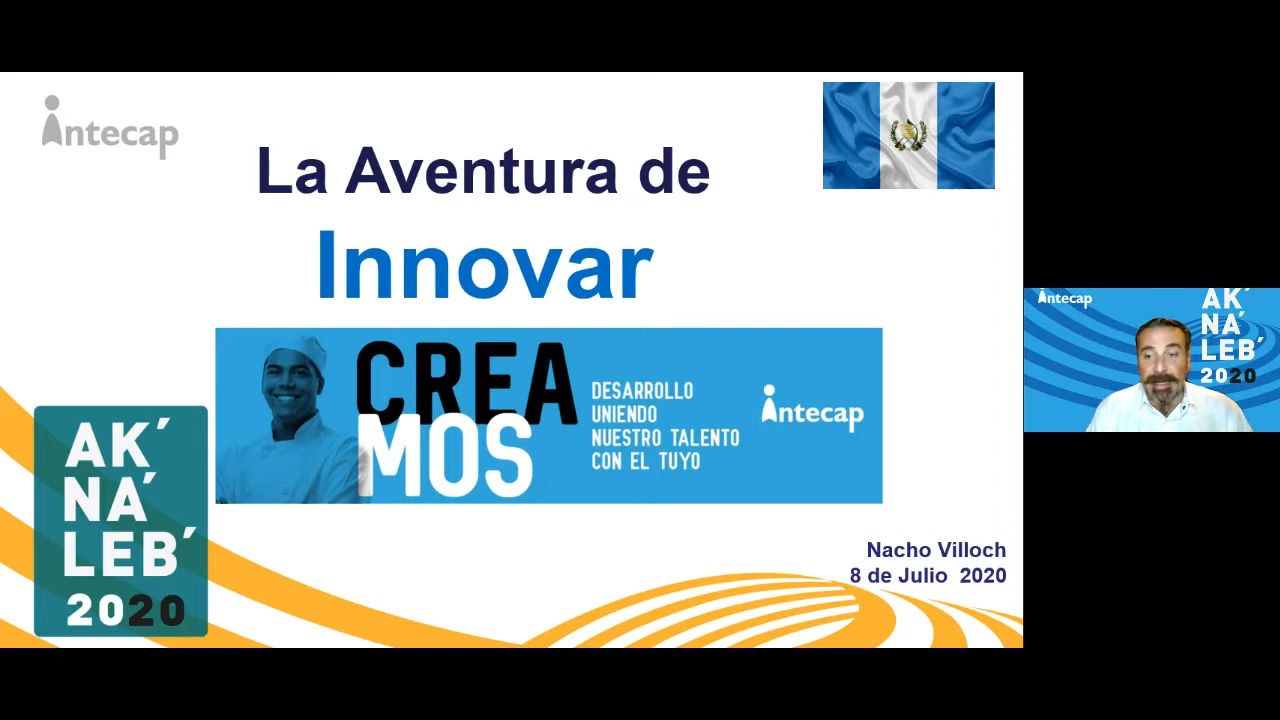 intecap
La Aventura de
Innovar
CREA
MOS
DESARROLLO
UNIENDO
NUESTRO TALENTO
CON EL TUYO
intecap
AK´
NA´
LEB´
2020
Nacho Villoch
8 de Julio 2020
intecap
AK´
NA´
LEB´
2020